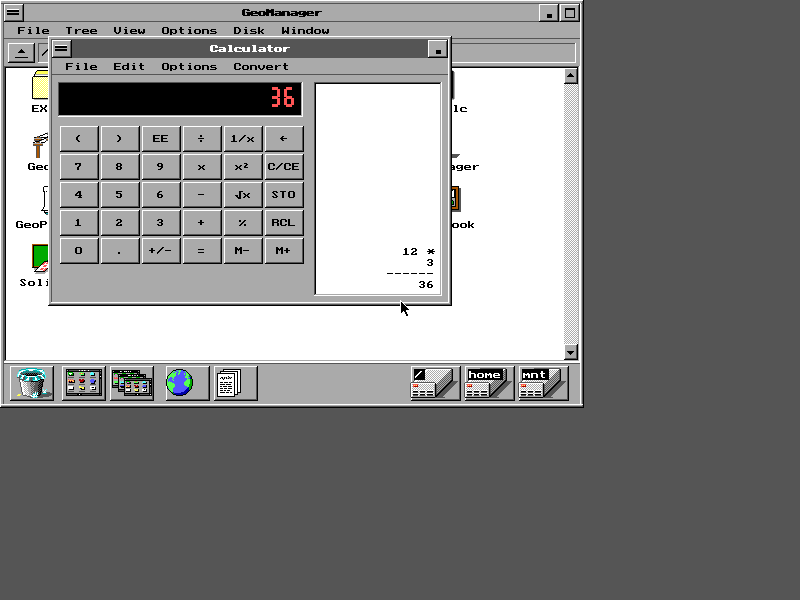 GeoManager
File Tree View Options Disk Window
Calculator
File Edit Options Convert
36
( ) EE ÷ 1/x ←
7 8 9 x x² C/CE
4 5 6 - √x STO
1 2 3 + % RCL
0 . +/- = M- M+
12 *
3
------
36
EX
lc
Geo
ager
GeoP
ook
Soli
/
home
mnt